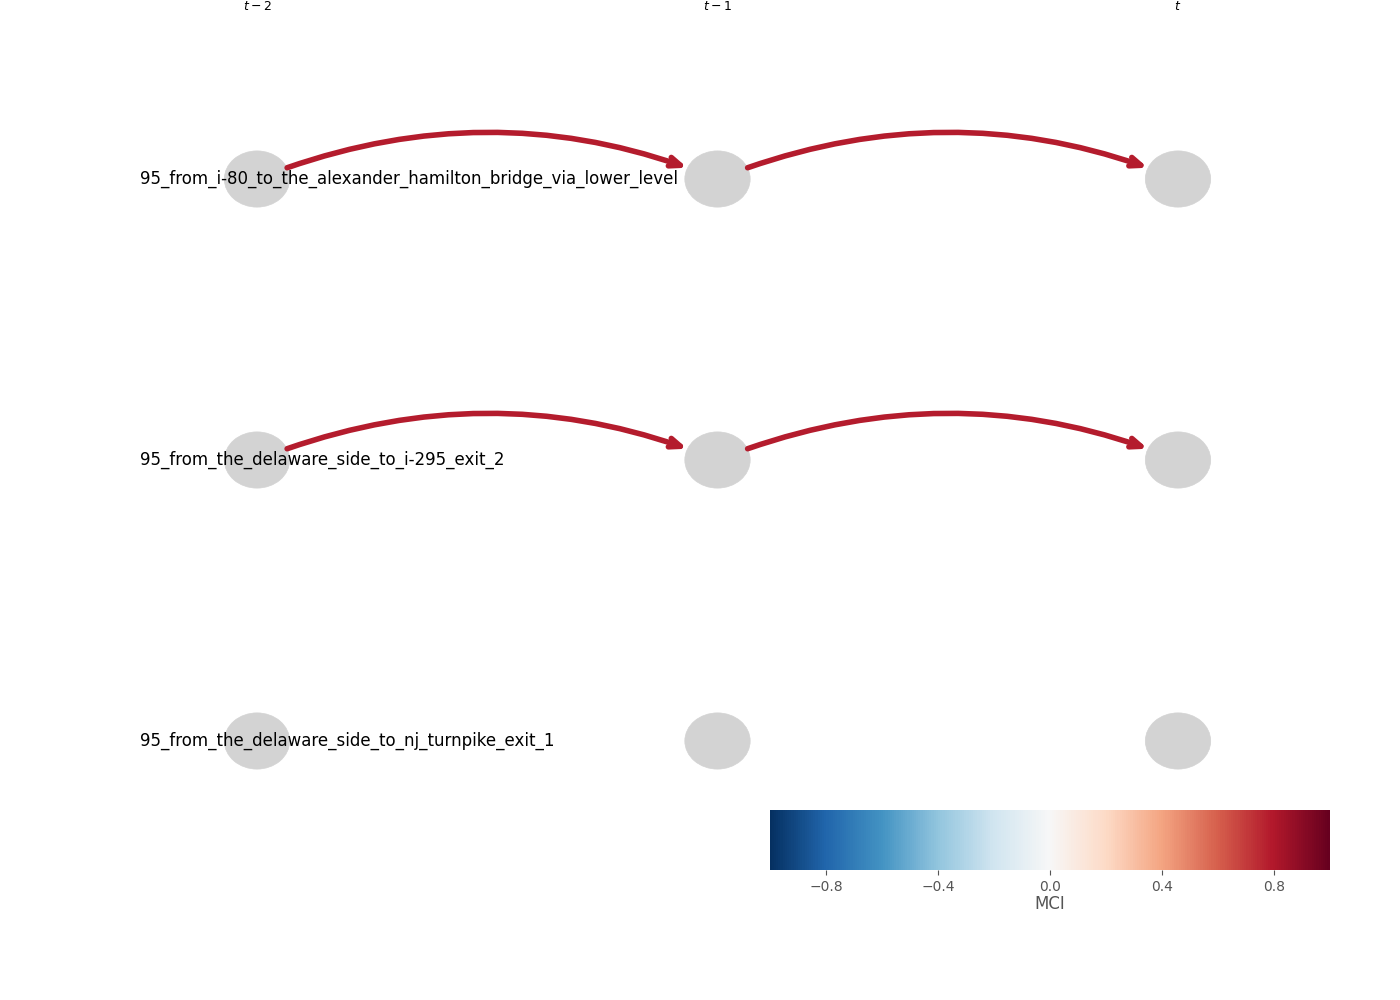 t − 2 t − 1 t
95_from_i-80_to_the_alexander_hamilton_bridge_via_lower_level
95_from_the_delaware_side_to_i-295_exit_2
95_from_the_delaware_side_to_nj_turnpike_exit_1
−0.8 −0.4 0.0 0.4 0.8
MCI